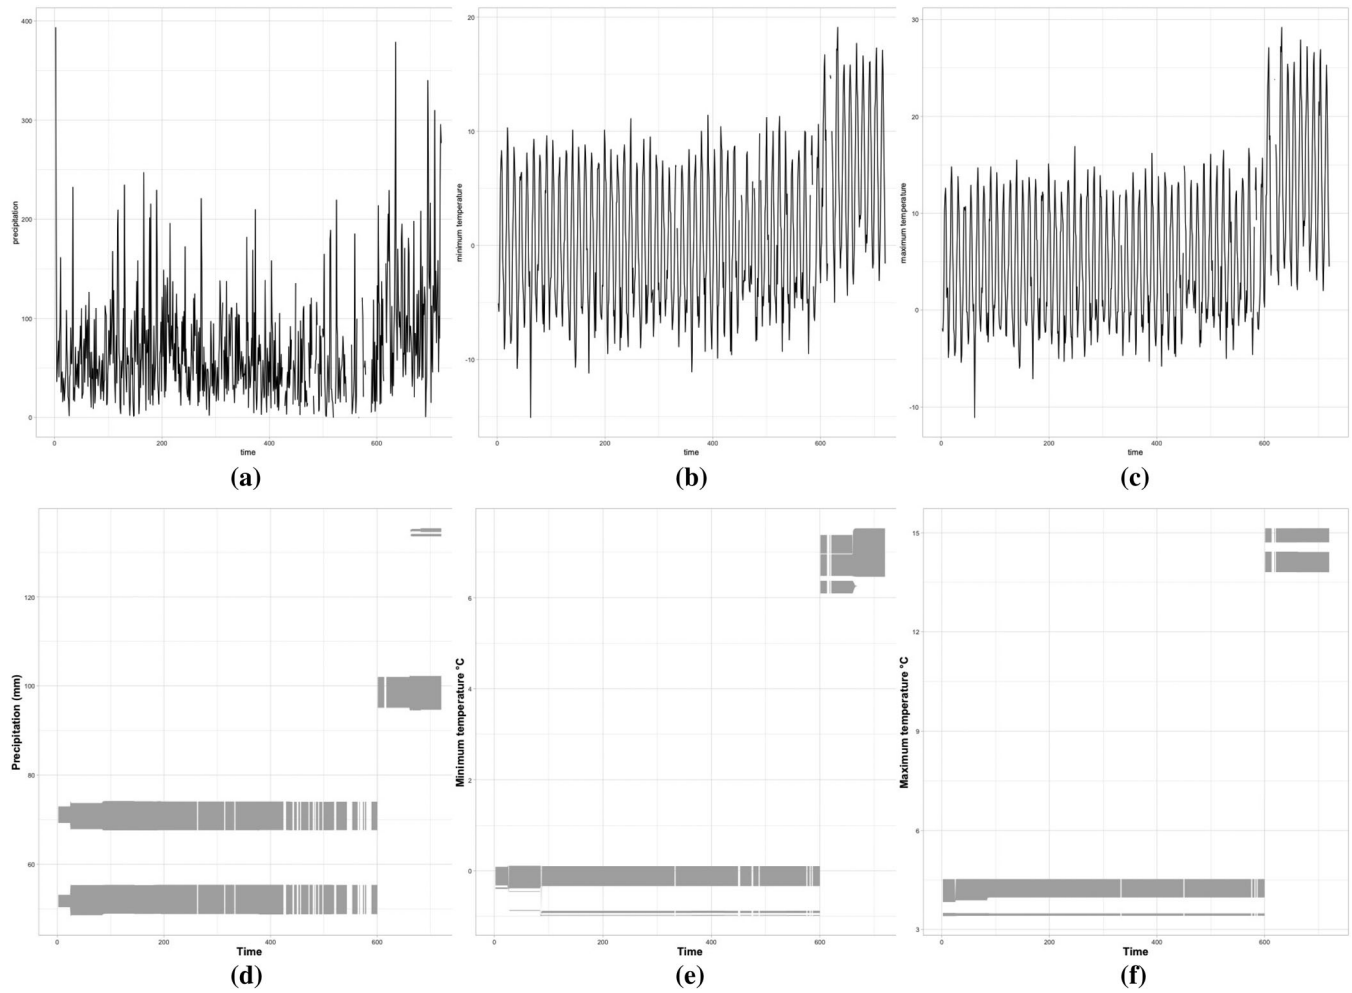 400
300
200
100
0
precipitation
0
200
400
600
time
(a)
20
10
0
-10
minimum temperature
0
200
400
600
time
(b)
30
20
10
0
-10
maximum temperature
0
200
400
600
time
(c)
120
100
80
60
Precipitation (mm)
0
200
400
600
Time
(d)
6
4
2
0
Minimum temperature °C
0
200
400
600
Time
(e)
15
12
9
6
3
Maximum temperature °C
0
200
400
600
Time
(f)